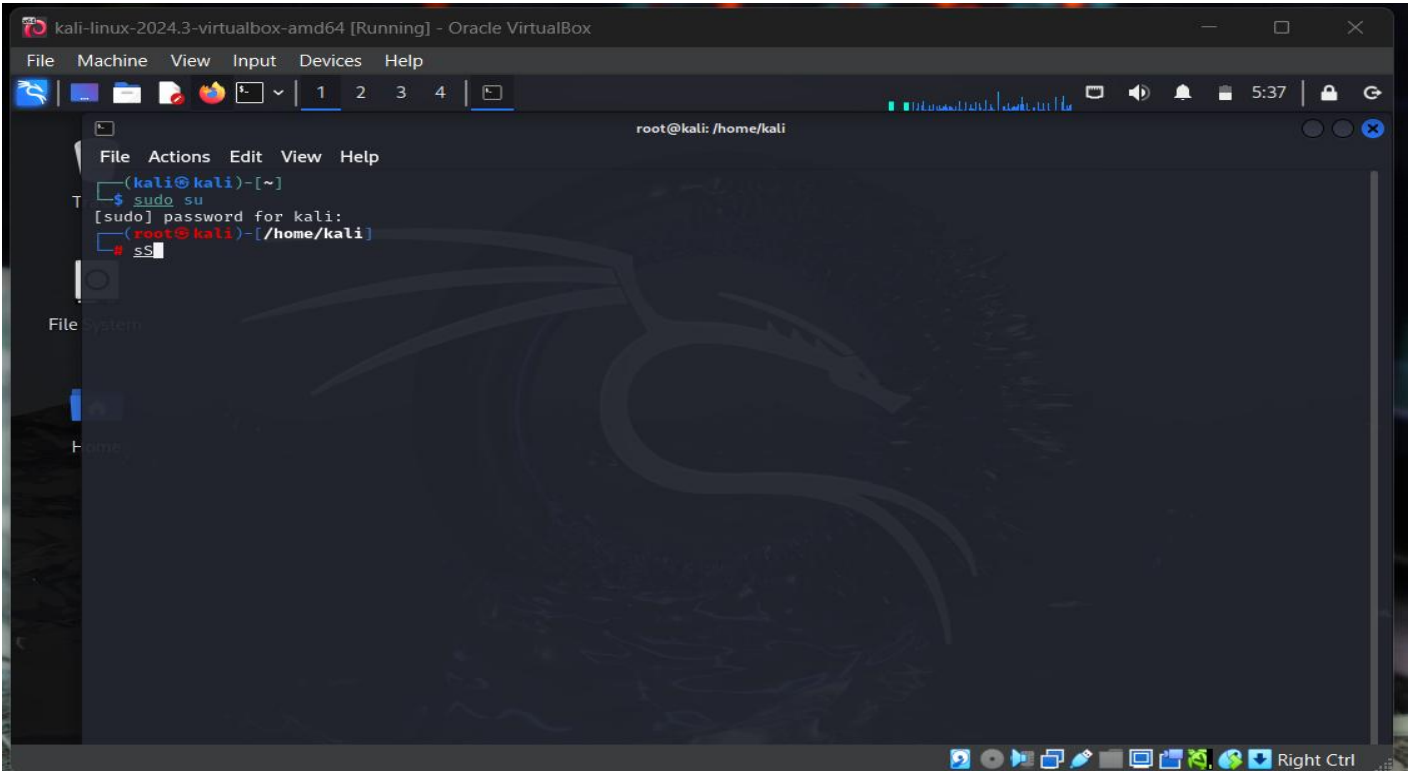 kali-linux-2024.3-virtualbox-amd64 [Running] - Oracle VirtualBox
File Machine View Input Devices Help
1 2 3 4
5:37
root@kali: /home/kali
File Actions Edit View Help
(kali㉿kali)-[~]
$ sudo su
[sudo] password for kali:
(root㉿kali)-[/home/kali]
# sS
File System
Home
Right Ctrl